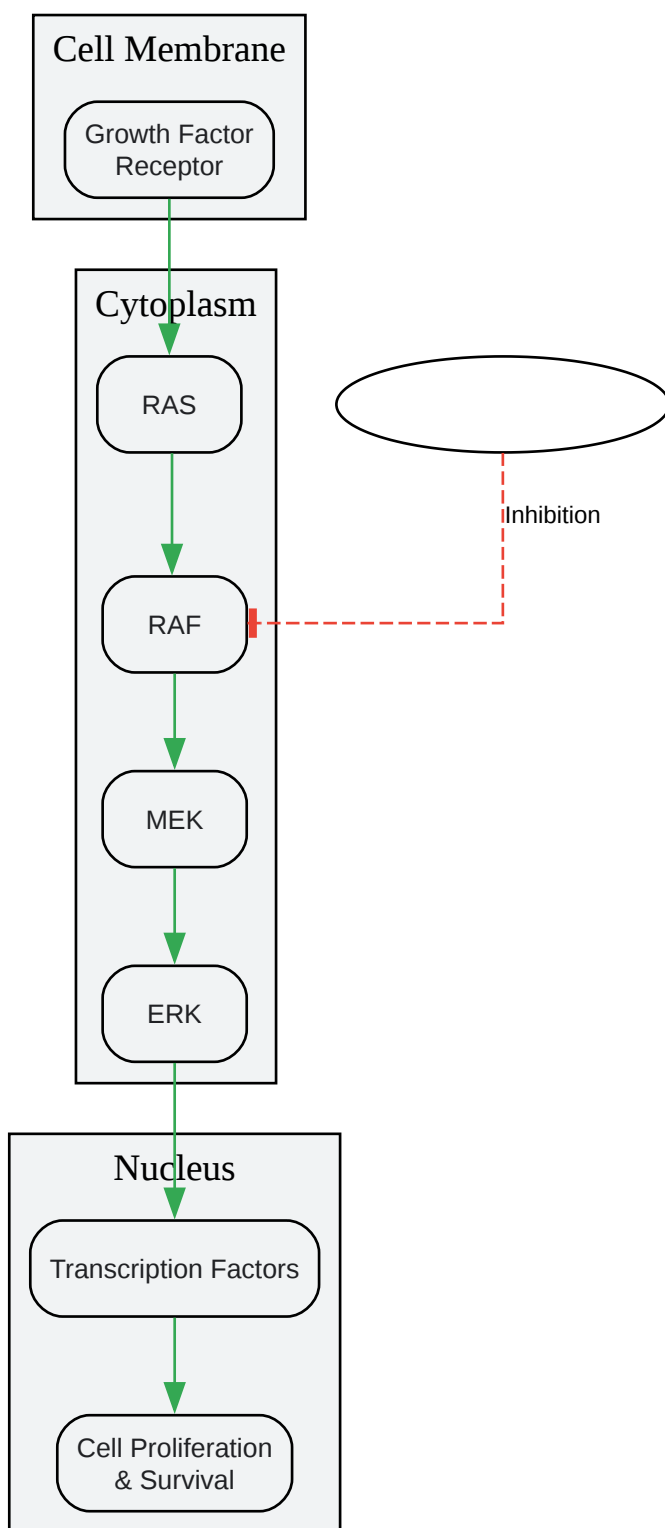 Cell Membrane
Growth Factor
Receptor
Cytoplasm
RAS
Inhibition
RAF
MEK
ERK
Nucleus
Transcription Factors
Cell Proliferation
& Survival